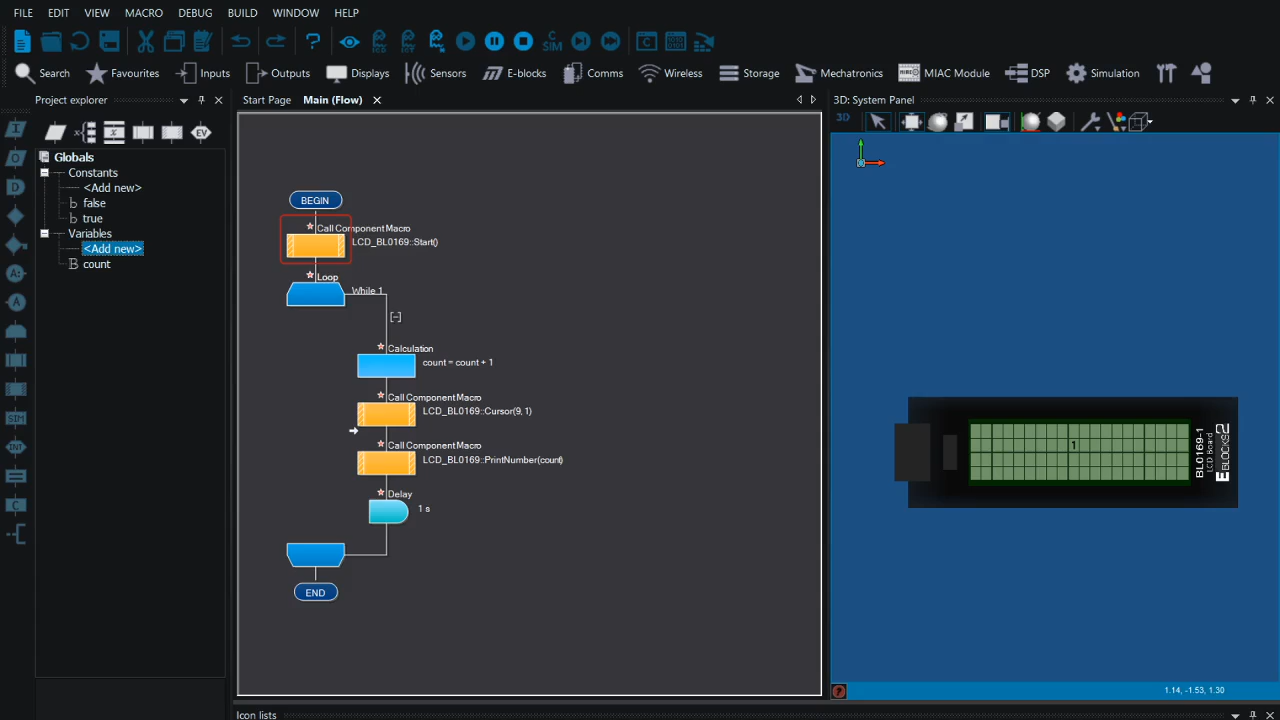 FILE EDIT VIEW MACRO DEBUG BUILD WINDOW HELP
Search Favourites Inputs Outputs Displays Sensors E-blocks Comms Wireless Storage Mechatronics MIAC Module DSP Simulation
Project explorer
Globals
Constants
<Add new>
false
true
Variables
<Add new>
count
Start Page Main (Flow)
BEGIN
Call Component Macro
LCD_BL0169::Start()
Loop
While 1
Calculation
count = count + 1
Call Component Macro
LCD_BL0169::Cursor(9, 1)
Call Component Macro
LCD_BL0169::PrintNumber(count)
Delay
1 s
END
3D: System Panel
3D
1
BL0169-1
LCD Board
E BLOCKS2
1.14, -1.53, 1.30
Icon lists